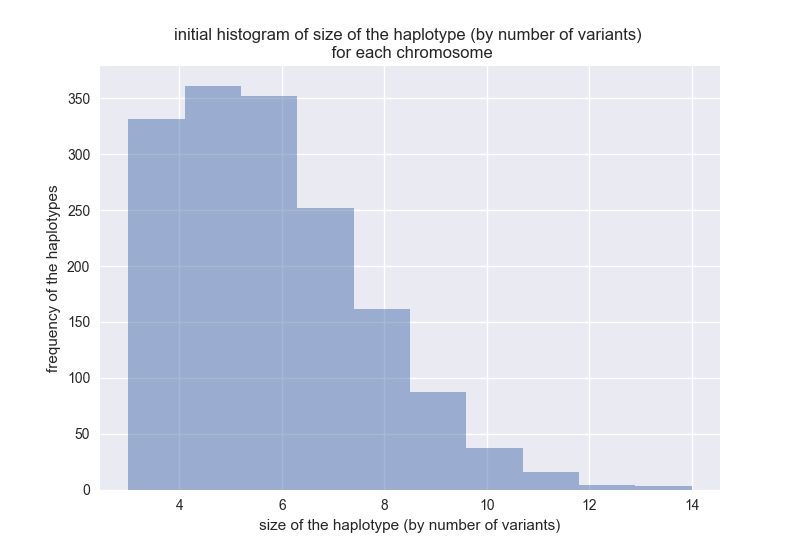 initial histogram of size of the haplotype (by number of variants)
for each chromosome
350
300
250
200
150
100
50
0
frequency of the haplotypes
4 6 8 10 12 14
size of the haplotype (by number of variants)